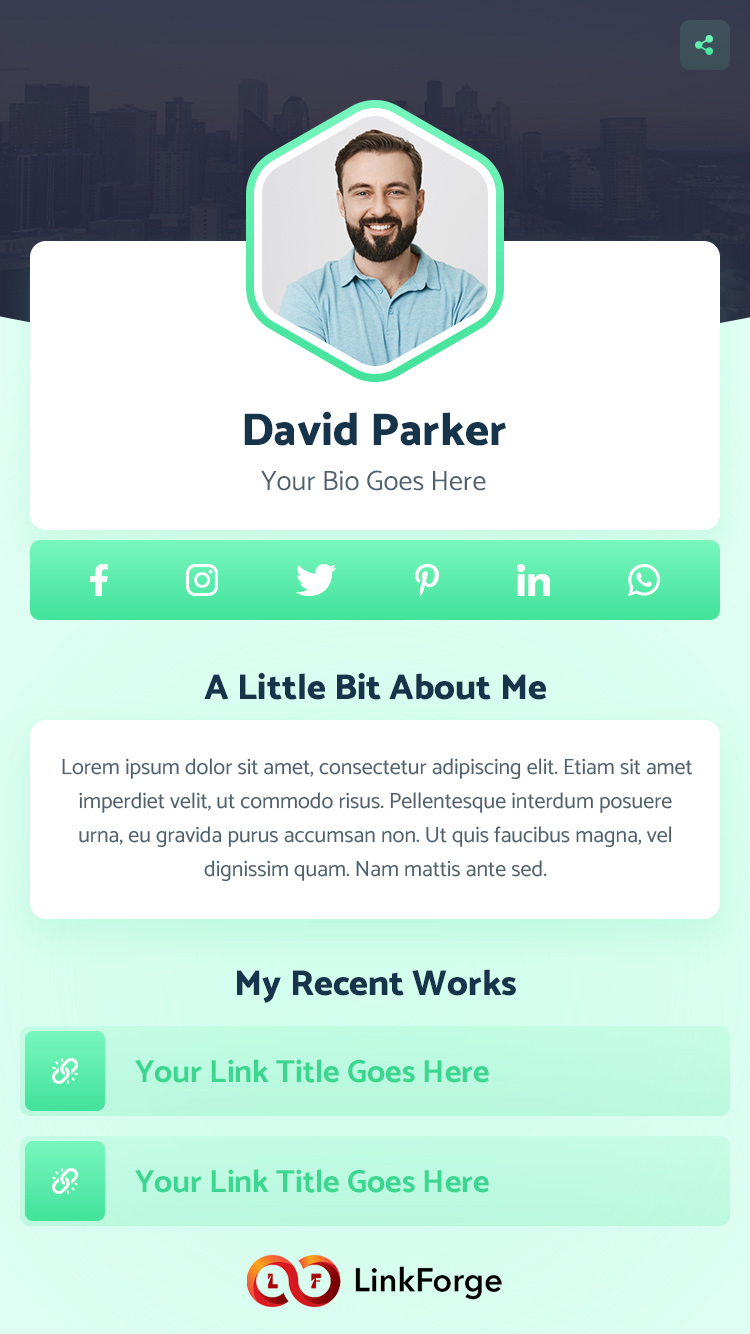 David Parker
Your Bio Goes Here
A Little Bit About Me
Lorem ipsum dolor sit amet, consectetur adipiscing elit. Etiam sit amet
imperdiet velit, ut commodo risus. Pellentesque interdum posuere
urna, eu gravida purus accumsan non. Ut quis faucibus magna, vel
dignissim quam. Nam mattis ante sed.
My Recent Works
Your Link Title Goes Here
Your Link Title Goes Here
L F LinkForge